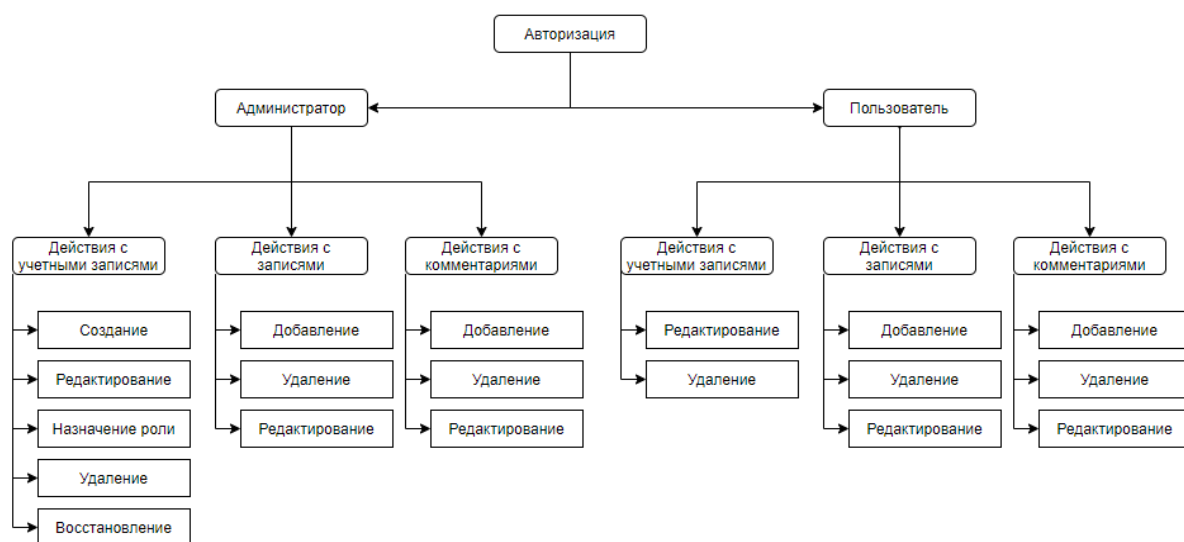 Авторизация
Администратор
Пользователь
Действия с
учетными записями
Действия с
записями
Действия с
комментариями
Действия с
учетными записями
Действия с
записями
Действия с
комментариями
Создание
Редактирование
Назначение роли
Удаление
Восстановление
Добавление
Удаление
Редактирование
Добавление
Удаление
Редактирование
Редактирование
Удаление
Добавление
Удаление
Редактирование
Добавление
Удаление
Редактирование